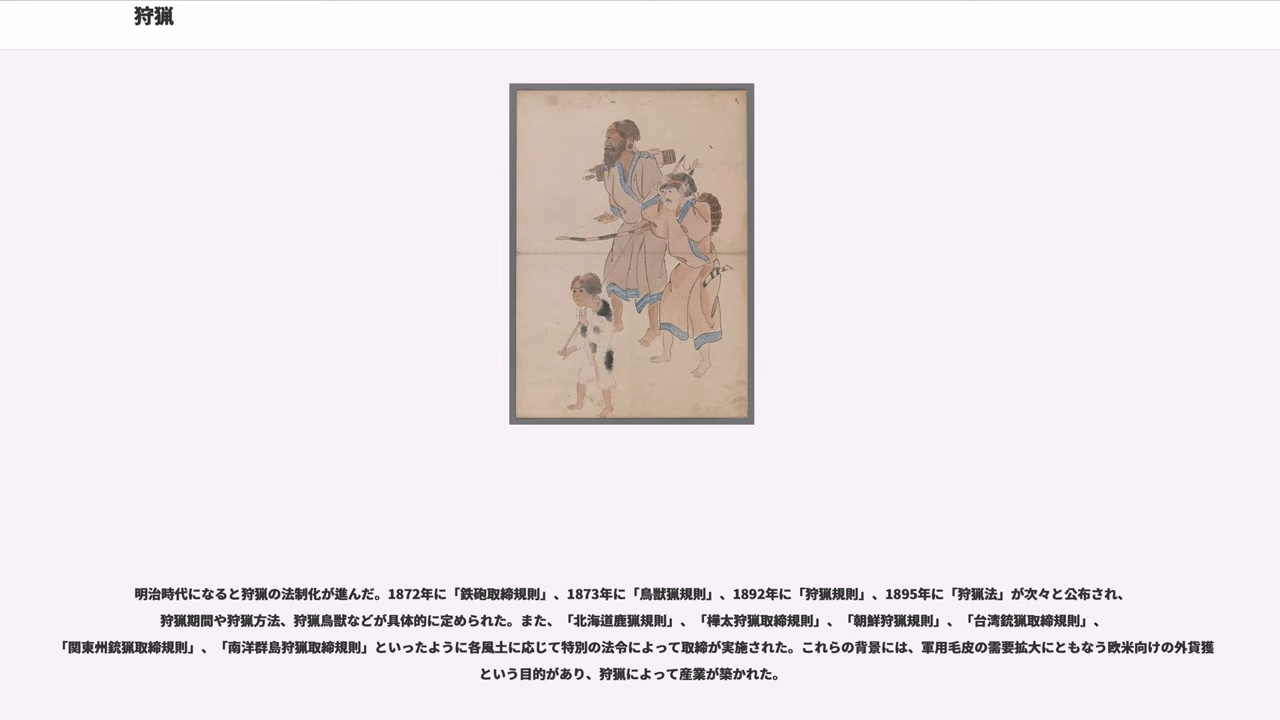 狩猟
明治時代になると狩猟の法制化が進んだ。1872年に「鉄砲取締規則」、1873年に「鳥獣猟規則」、1892年に「狩猟規則」、1895年に「狩猟法」が次々と公布され、
狩猟期間や狩猟方法、狩猟鳥獣などが具体的に定められた。また、「北海道鹿猟規則」、「樺太狩猟取締規則」、「朝鮮狩猟規則」、「台湾銃猟取締規則」、
「関東州銃猟取締規則」、「南洋群島狩猟取締規則」といったように各風土に応じて特別の法令によって取締が実施された。これらの背景には、軍用毛皮の需要拡大にともなう欧米向けの外貨獲
という目的があり、狩猟によって産業が築かれた。